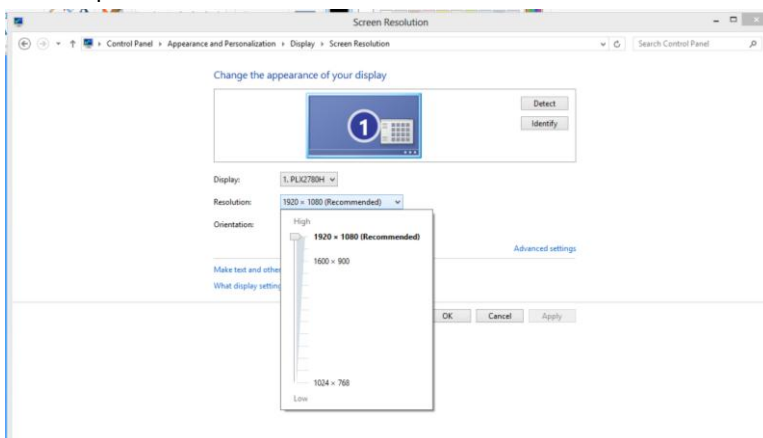 Screen Resolution
Control Panel › Appearance and Personalization › Display › Screen Resolution
Search Control Panel
Change the appearance of your display
1
Detect
Identify
Display: 1. PLX2780H
Resolution: 1920 × 1080 (Recommended)
Orientation:
High
1920 × 1080 (Recommended)
Advanced settings
1600 × 900
Make text and other
What display setting
OK Cancel Apply
1024 × 768
Low